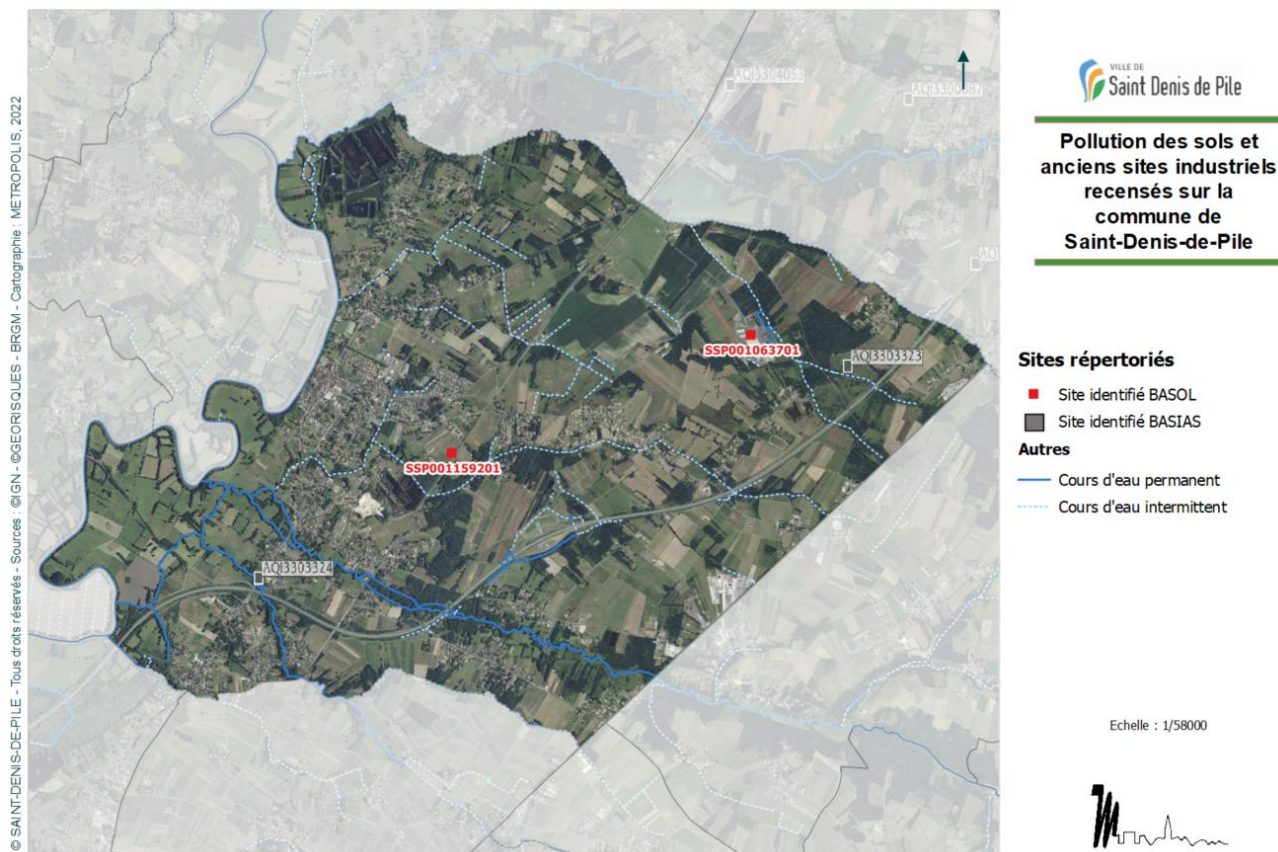 © SAINT-DENIS-DE-PILE - Tous droits réservés - Sources : ©IGN - ©GEORISQUES - BRGM - Cartographie : METROPOLIS, 2022
AQI3304053
VILLE DE
Saint Denis de Pile
Pollution des sols et
anciens sites industriels
recensés sur la
commune de
Saint-Denis-de-Pile
SSP001063701
AQI3303323
SSP001159201
AQI3303324
Sites répertoriés
Site identifié BASOL
Site identifié BASIAS
Autres
Cours d'eau permanent
Cours d'eau intermittent
Echelle : 1/58000